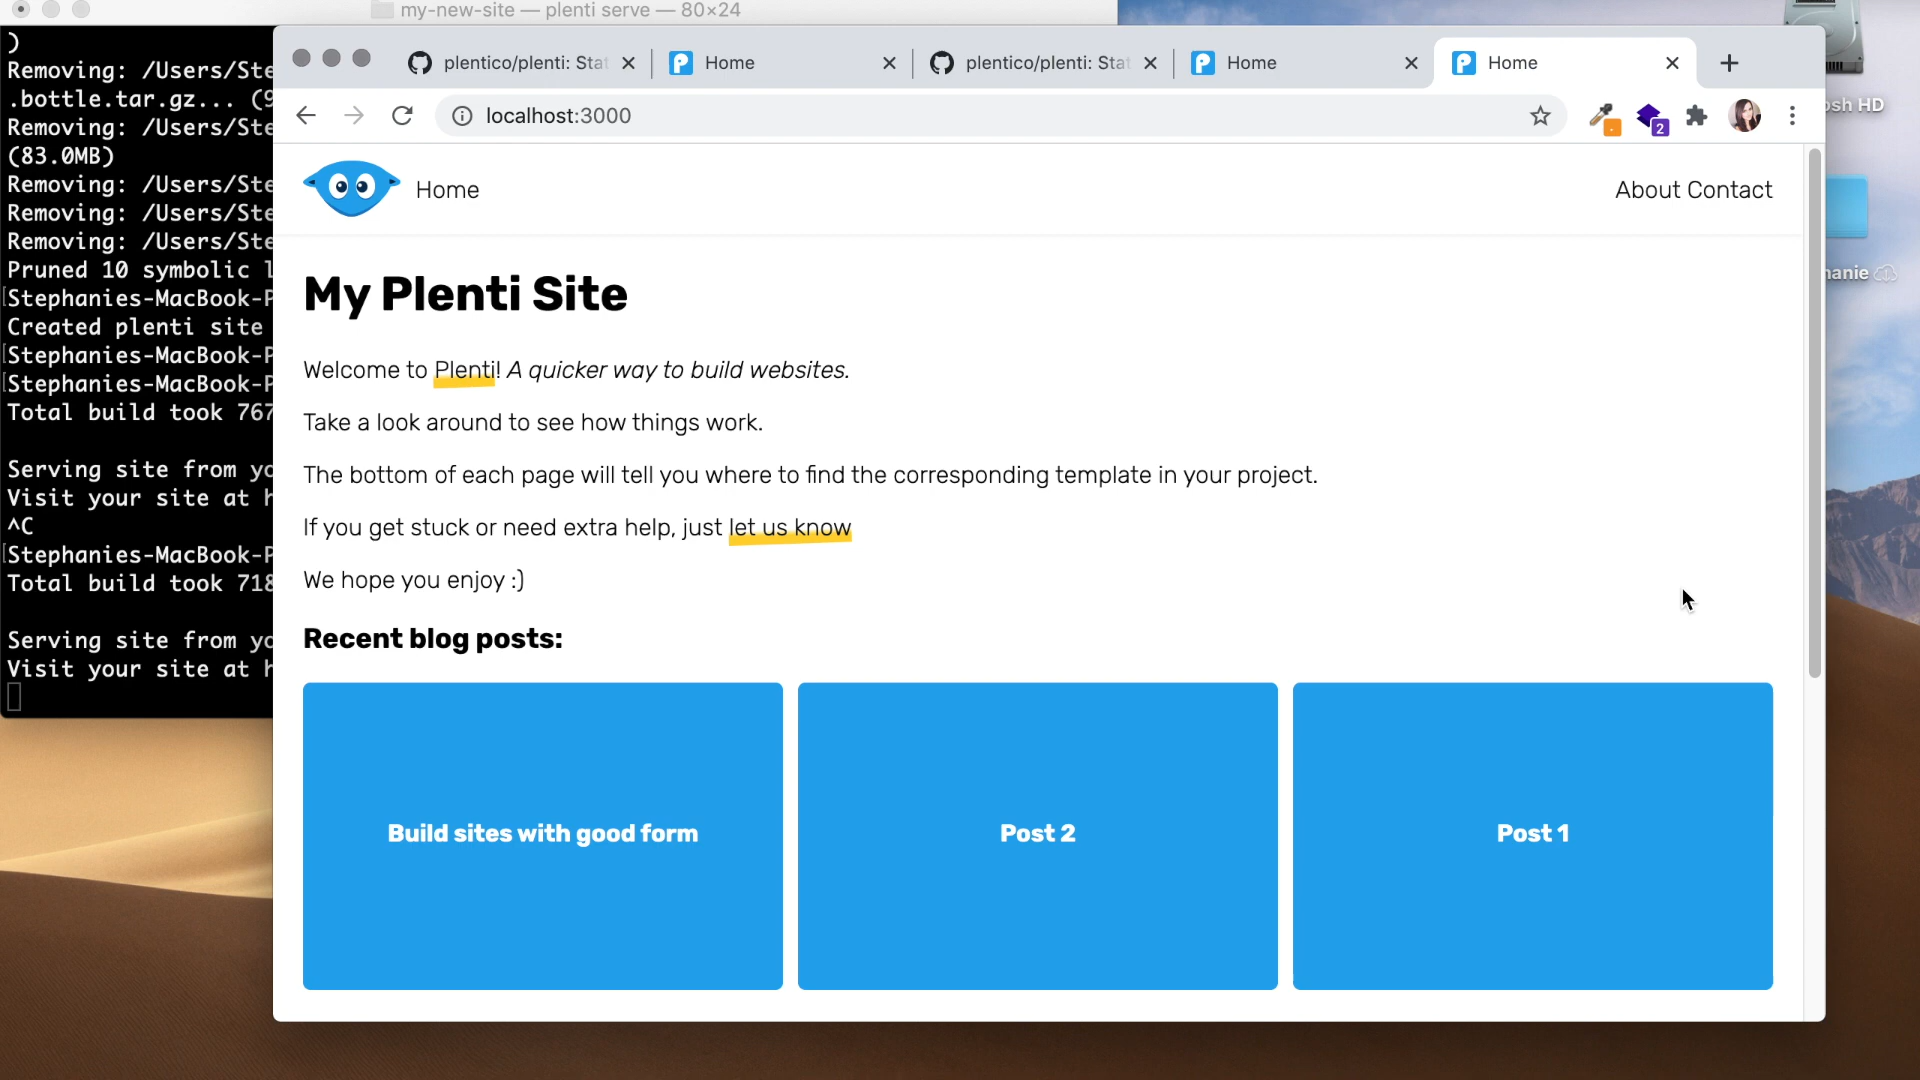 my-new-site — plenti serve — 80×24
)
Removing: /Users/Ste
.bottle.tar.gz... (9
Removing: /Users/Ste
(83.0MB)
Removing: /Users/Ste
Removing: /Users/Ste
Removing: /Users/Ste
Pruned 10 symbolic l
[Stephanies-MacBook-P
Created plenti site
[Stephanies-MacBook-P
[Stephanies-MacBook-P
Total build took 767
Serving site from yo
Visit your site at h
^C
[Stephanies-MacBook-P
Total build took 718
Serving site from yo
Visit your site at h
plentico/plenti: Stat
Home
plentico/plenti: Stat
Home
Home
localhost:3000
2
Home
About Contact
My Plenti Site
Welcome to Plenti! A quicker way to build websites.
Take a look around to see how things work.
The bottom of each page will tell you where to find the corresponding template in your project.
If you get stuck or need extra help, just let us know
We hope you enjoy :)
Recent blog posts:
Build sites with good form
Post 2
Post 1
osh HD
hanie